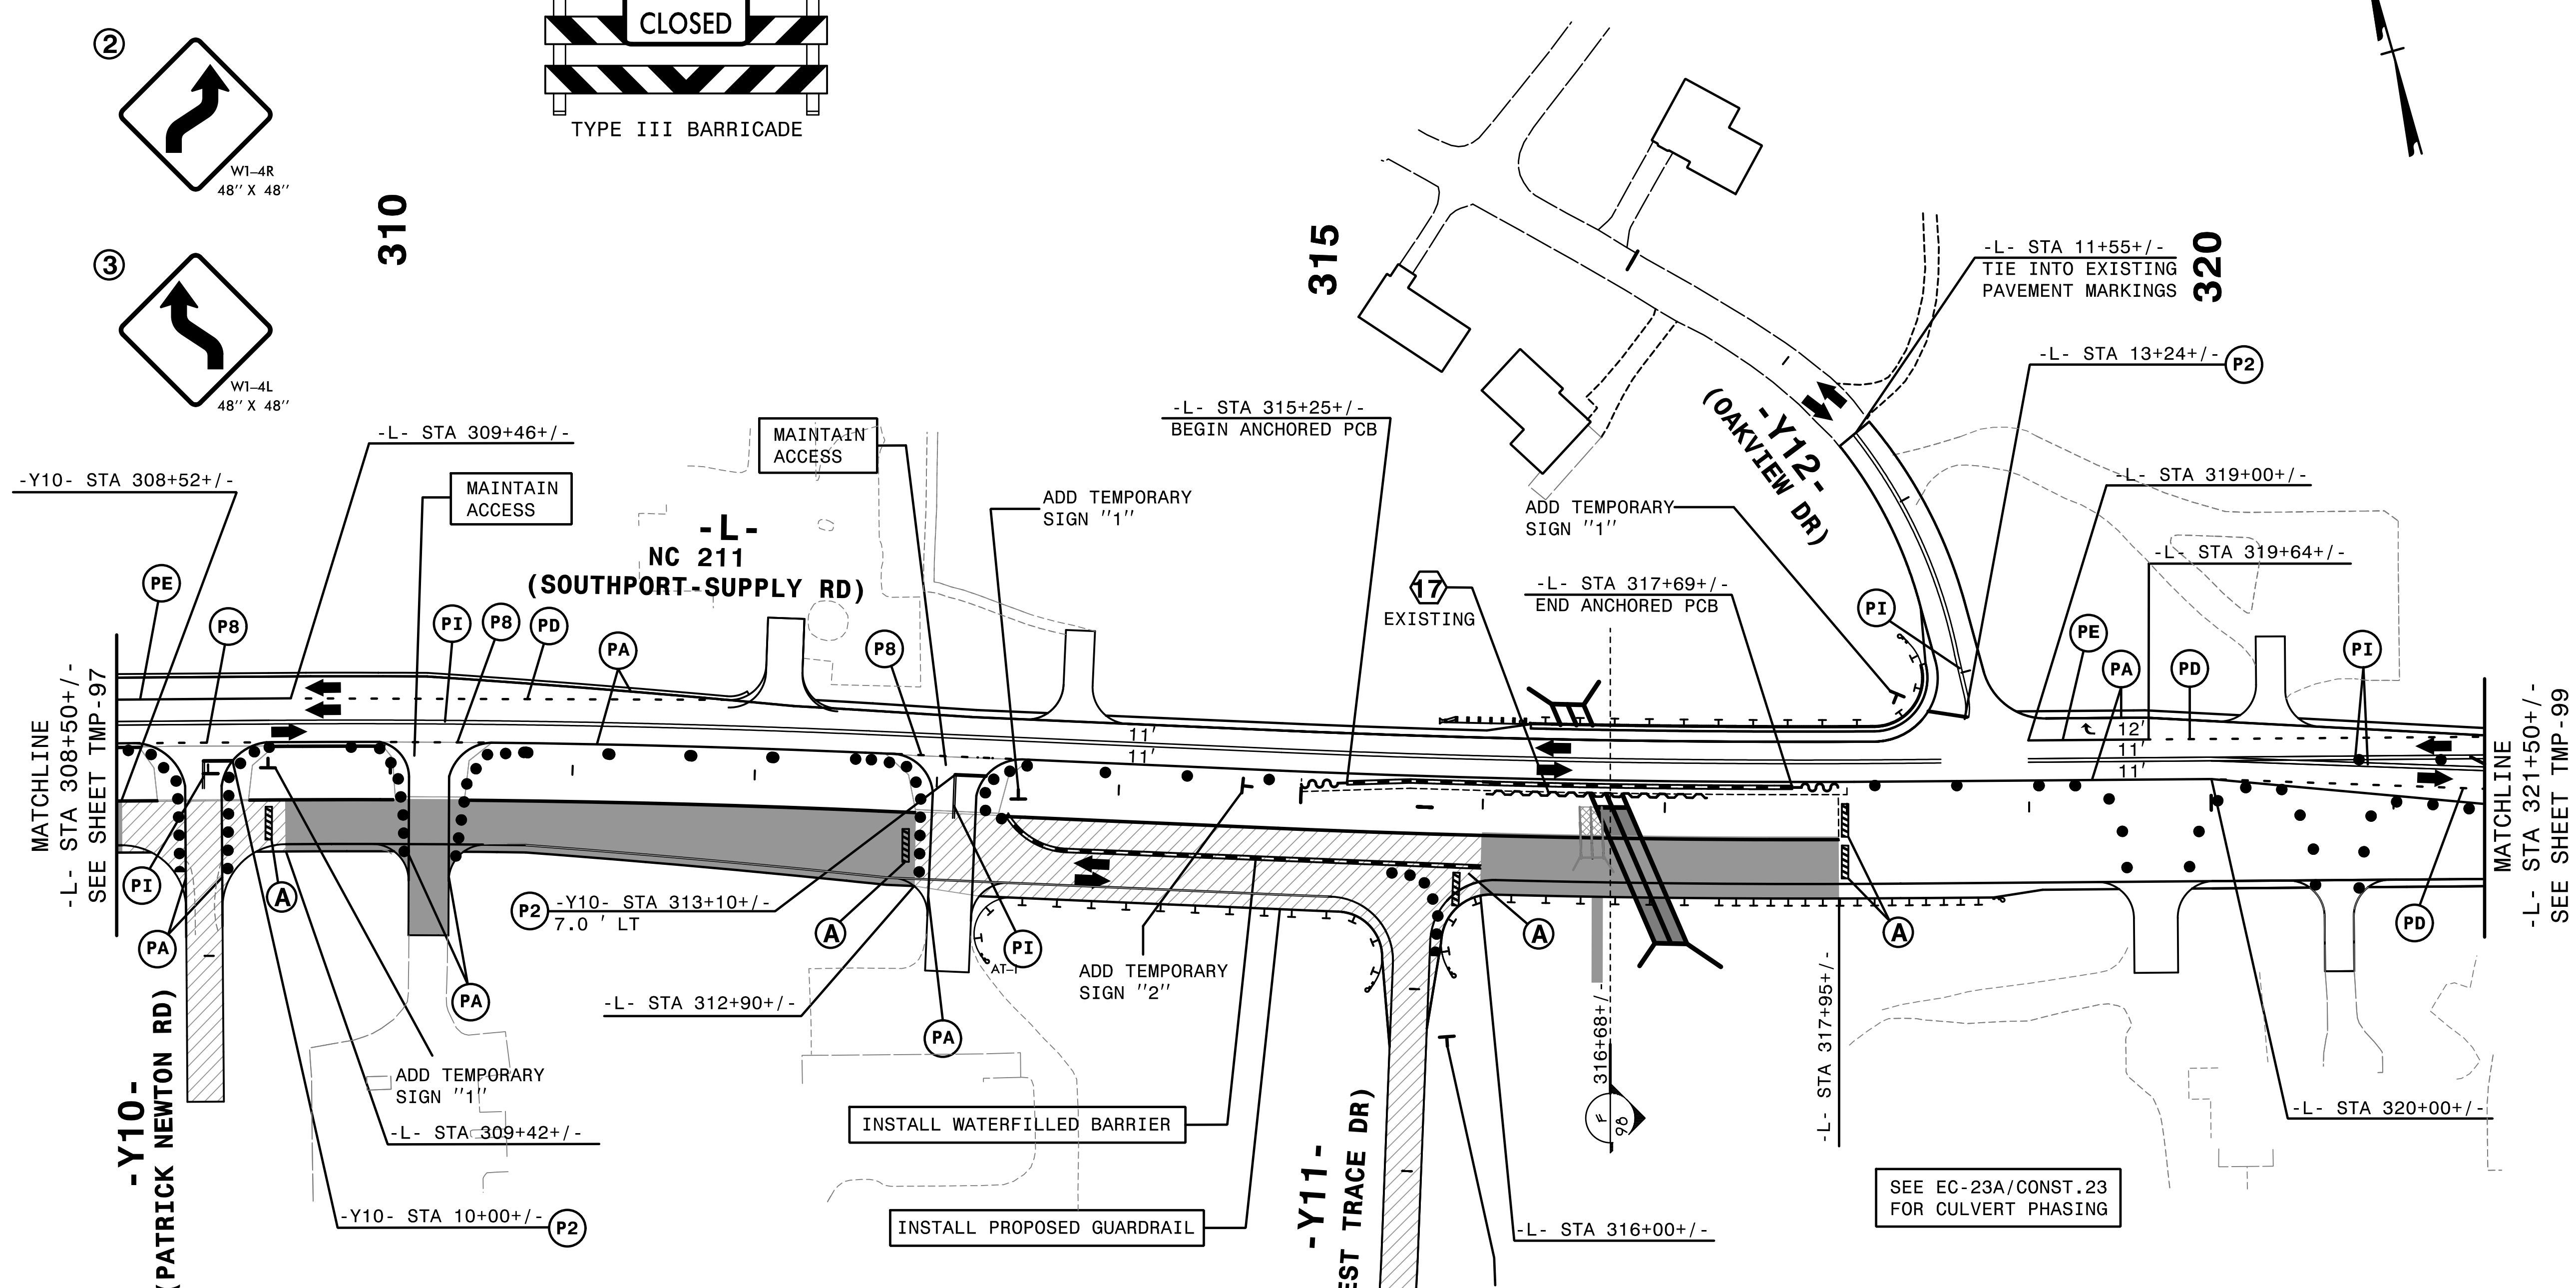 2
W1-4R
48" X 48"
CLOSED
TYPE III BARRICADE
310
3
W1-4L
48" X 48"
315
320
-L- STA 11+55+/-
TIE INTO EXISTING
PAVEMENT MARKINGS
-L- STA 13+24+/-
P2
-L- STA 309+46+/-
-Y10- STA 308+52+/-
MAINTAIN
ACCESS
MAINTAIN
ACCESS
-L-
NC 211
(SOUTHPORT-SUPPLY RD)
ADD TEMPORARY
SIGN "1"
-L- STA 315+25+/-
BEGIN ANCHORED PCB
ADD TEMPORARY
SIGN "1"
-Y12-
(OAKVIEW DR)
-L- STA 319+00+/-
-L- STA 319+64+/-
17
EXISTING
-L- STA 317+69+/-
END ANCHORED PCB
PE
P8
PI
P8
PD
PA
P8
PI
PE
PA
PD
PI
MATCHLINE
-L- STA 308+50+/-
SEE SHEET TMP-97
11'
11'
12'
11'
11'
MATCHLINE
-L- STA 321+50+/-
SEE SHEET TMP-99
PI
A
PA
P2
-Y10- STA 313+10+/-
7.0 ' LT
A
PI
AT-1
A
A
PD
PA
-L- STA 312+90+/-
PA
ADD TEMPORARY
SIGN "2"
316+68+/-
-L- STA 317+95+/-
F
98
-Y10-
(PATRICK NEWTON RD)
ADD TEMPORARY
SIGN "1"
-L- STA 309+42+/-
-Y10- STA 10+00+/-
P2
INSTALL WATERFILLED BARRIER
INSTALL PROPOSED GUARDRAIL
-Y11-
EST TRACE DR)
-L- STA 316+00+/-
-L- STA 320+00+/-
SEE EC-23A/CONST.23
FOR CULVERT PHASING